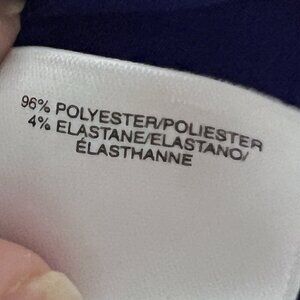 96% POLYESTER/POLIESTER
4% ELASTANE/ELASTANO/
ÉLASTHANNE